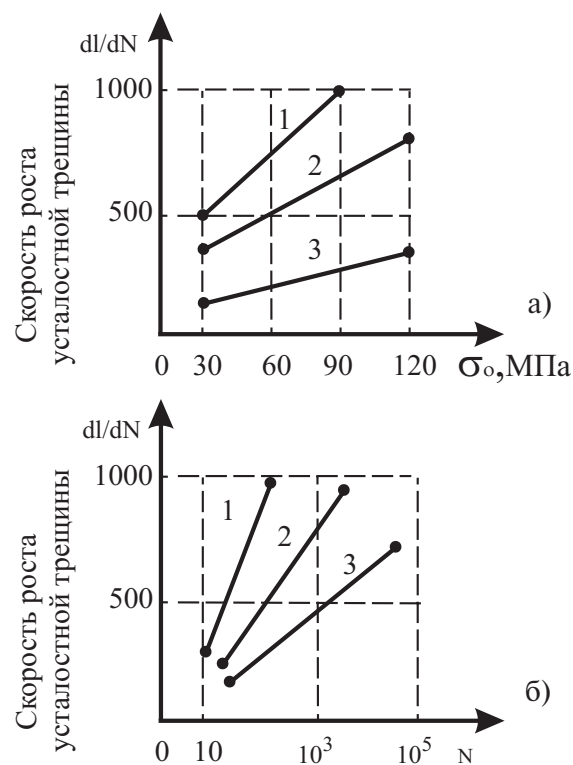 dl/dN
1000
500
Скорость роста
усталостной трещины
1
2
3
а)
0 30 60 90 120 σо,МПа
dl/dN
1000
500
Скорость роста
усталостной трещины
1
2
3
б)
0 10 10³ 10⁵ N